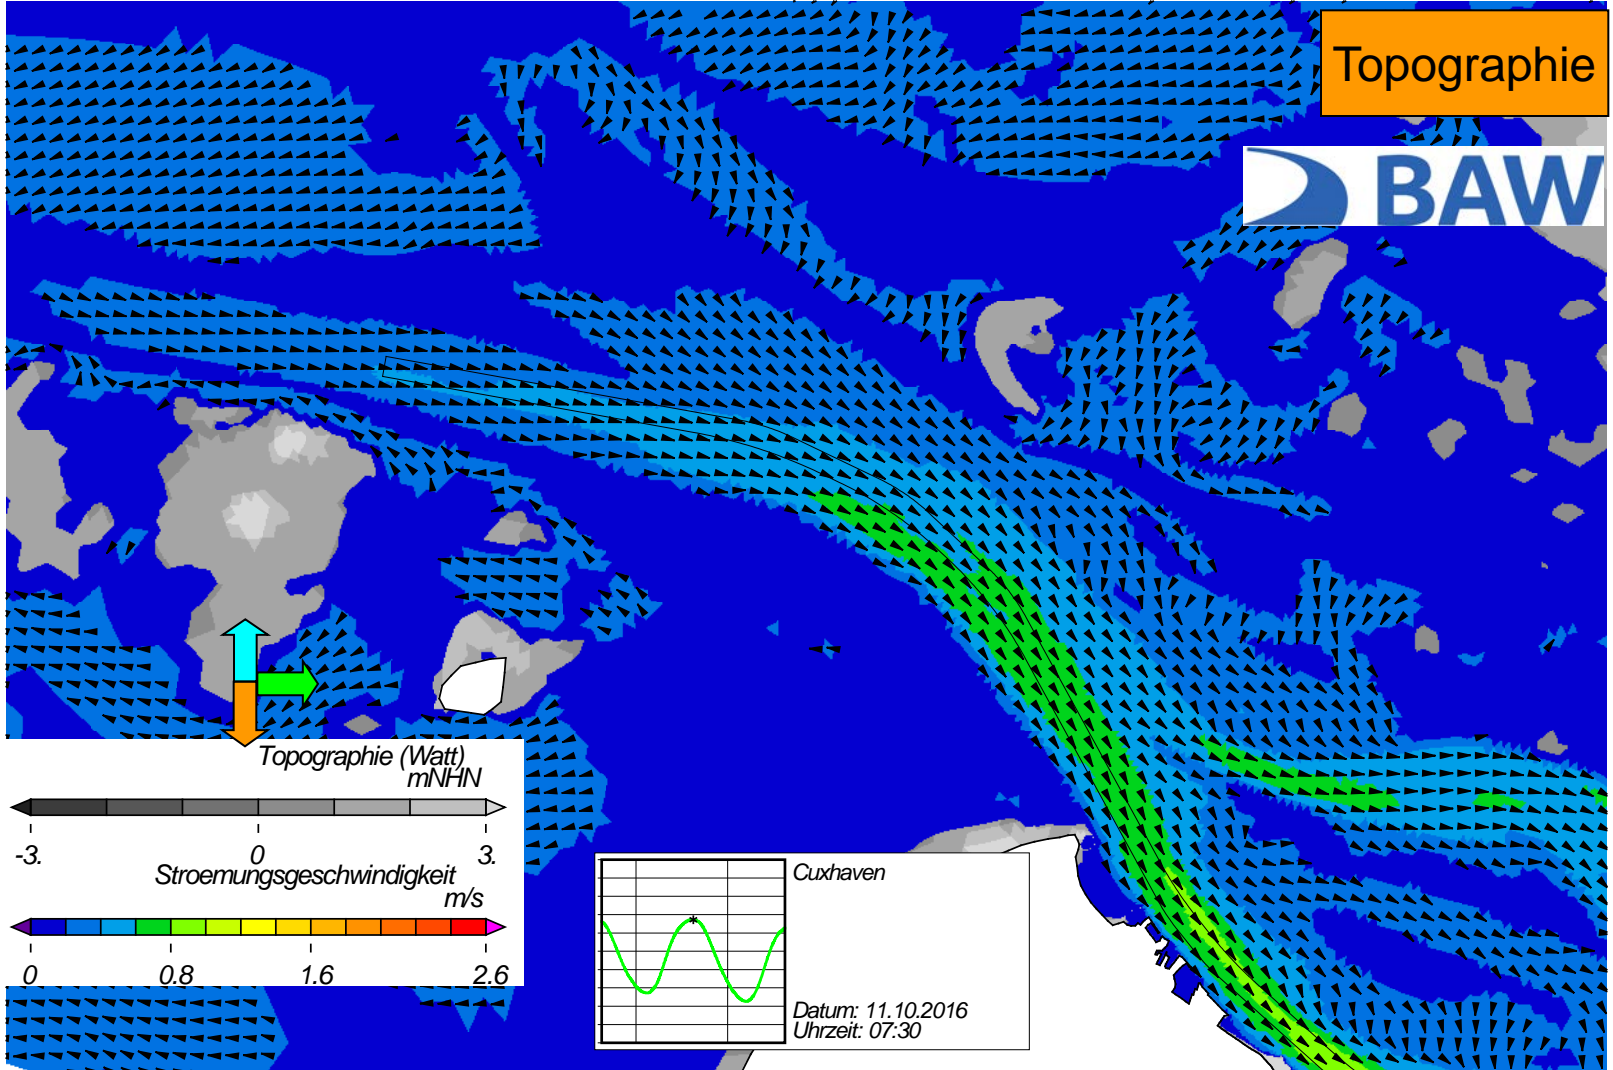 Topographie
BAW
Topographie (Watt)
mNHN
-3. 0 3.
Stroemungsgeschwindigkeit
m/s
0 0.8 1.6 2.6
Cuxhaven
Datum: 11.10.2016
Uhrzeit: 07:30